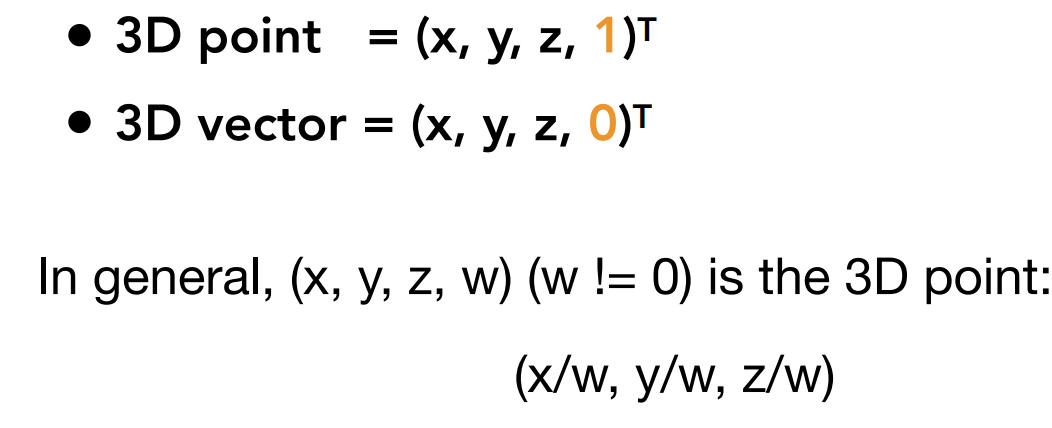 • 3D point = (x, y, z, 1)ᵀ
• 3D vector = (x, y, z, 0)ᵀ
In general, (x, y, z, w) (w != 0) is the 3D point:
(x/w, y/w, z/w)